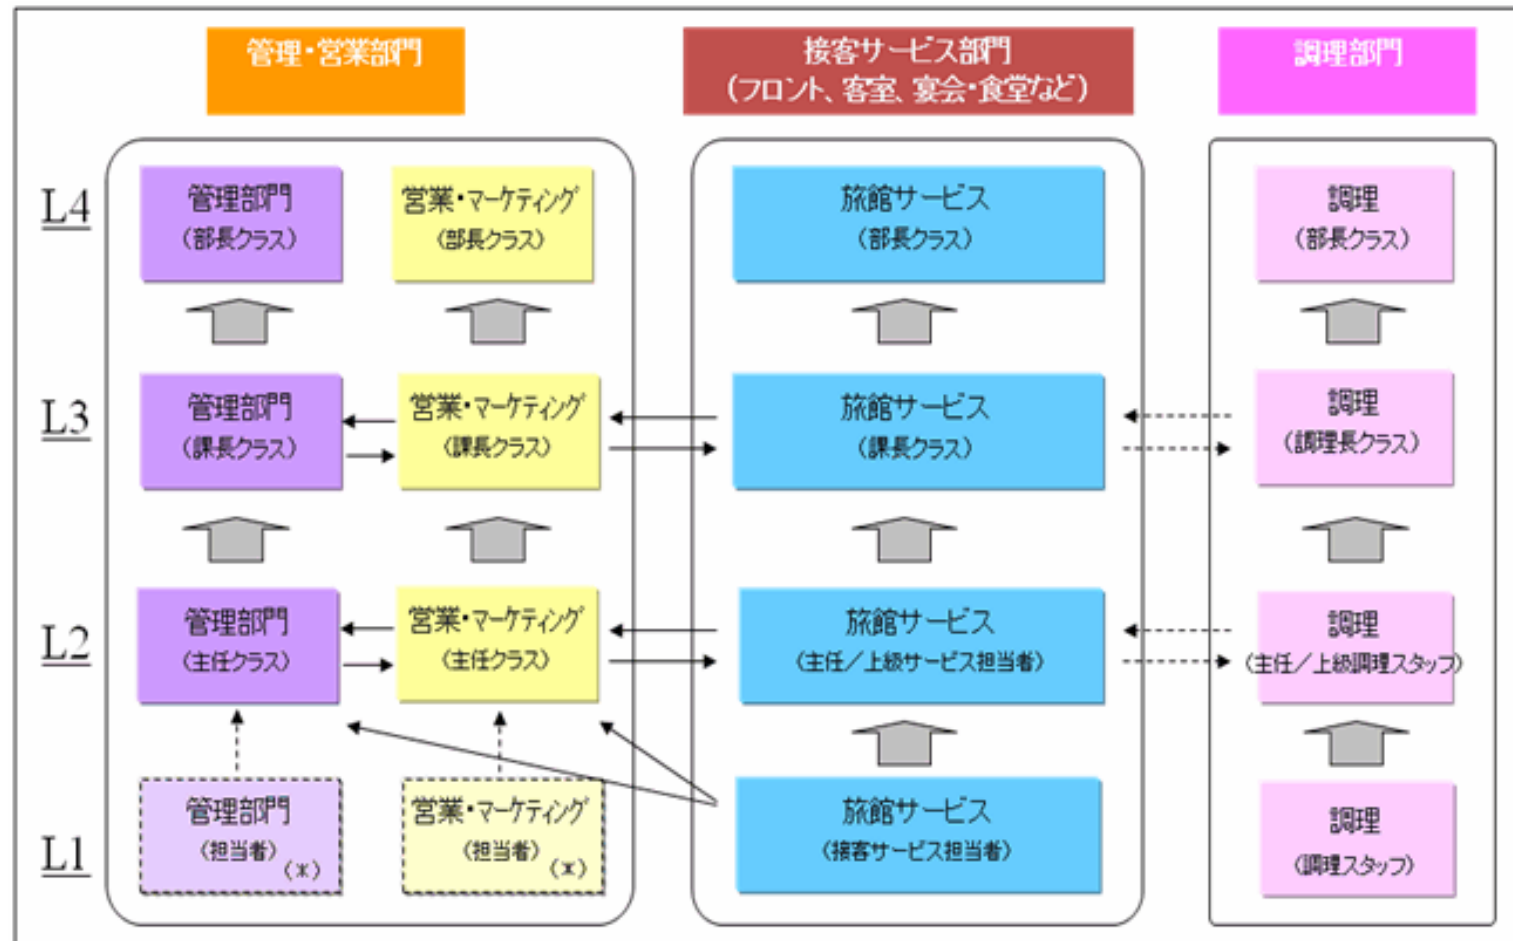 管理・営業部門
接客サービス部門
(フロント、客室、宴会・食堂など)
調理部門
L4
管理部門
(部長クラス)
営業・マーケティング
(部長クラス)
旅館サービス
(部長クラス)
調理
(部長クラス)
L3
管理部門
(課長クラス)
営業・マーケティング
(課長クラス)
旅館サービス
(課長クラス)
調理
(調理長クラス)
L2
管理部門
(主任クラス)
営業・マーケティング
(主任クラス)
旅館サービス
(主任/上級サービス担当者)
調理
(主任/上級調理スタッフ)
L1
管理部門
(担当者)
(※)
営業・マーケティング
(担当者)
(※)
旅館サービス
(接客サービス担当者)
調理
(調理スタッフ)